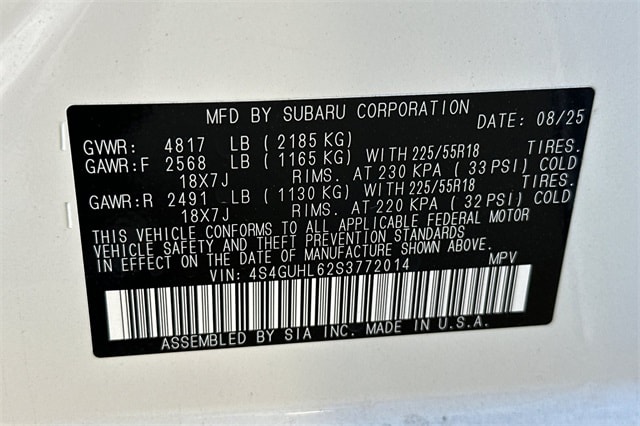 MFD BY SUBARU CORPORATION DATE: 08/25
GVWR: 4817 LB (2185 KG)
GAWR:F 2568 LB (1165 KG) WITH 225/55R18 TIRES.
18X7J RIMS. AT 230 KPA (33 PSI) COLD
GAWR:R 2491 LB (1130 KG) WITH 225/55R18 TIRES.
18X7J RIMS. AT 220 KPA (32 PSI) COLD
THIS VEHICLE CONFORMS TO ALL APPLICABLE FEDERAL MOTOR
VEHICLE SAFETY AND THEFT PREVENTION STANDARDS
IN EFFECT ON THE DATE OF MANUFACTURE SHOWN ABOVE.
VIN: 4S4GUHL62S3772014 MPV
ASSEMBLED BY SIA INC. MADE IN U.S.A.